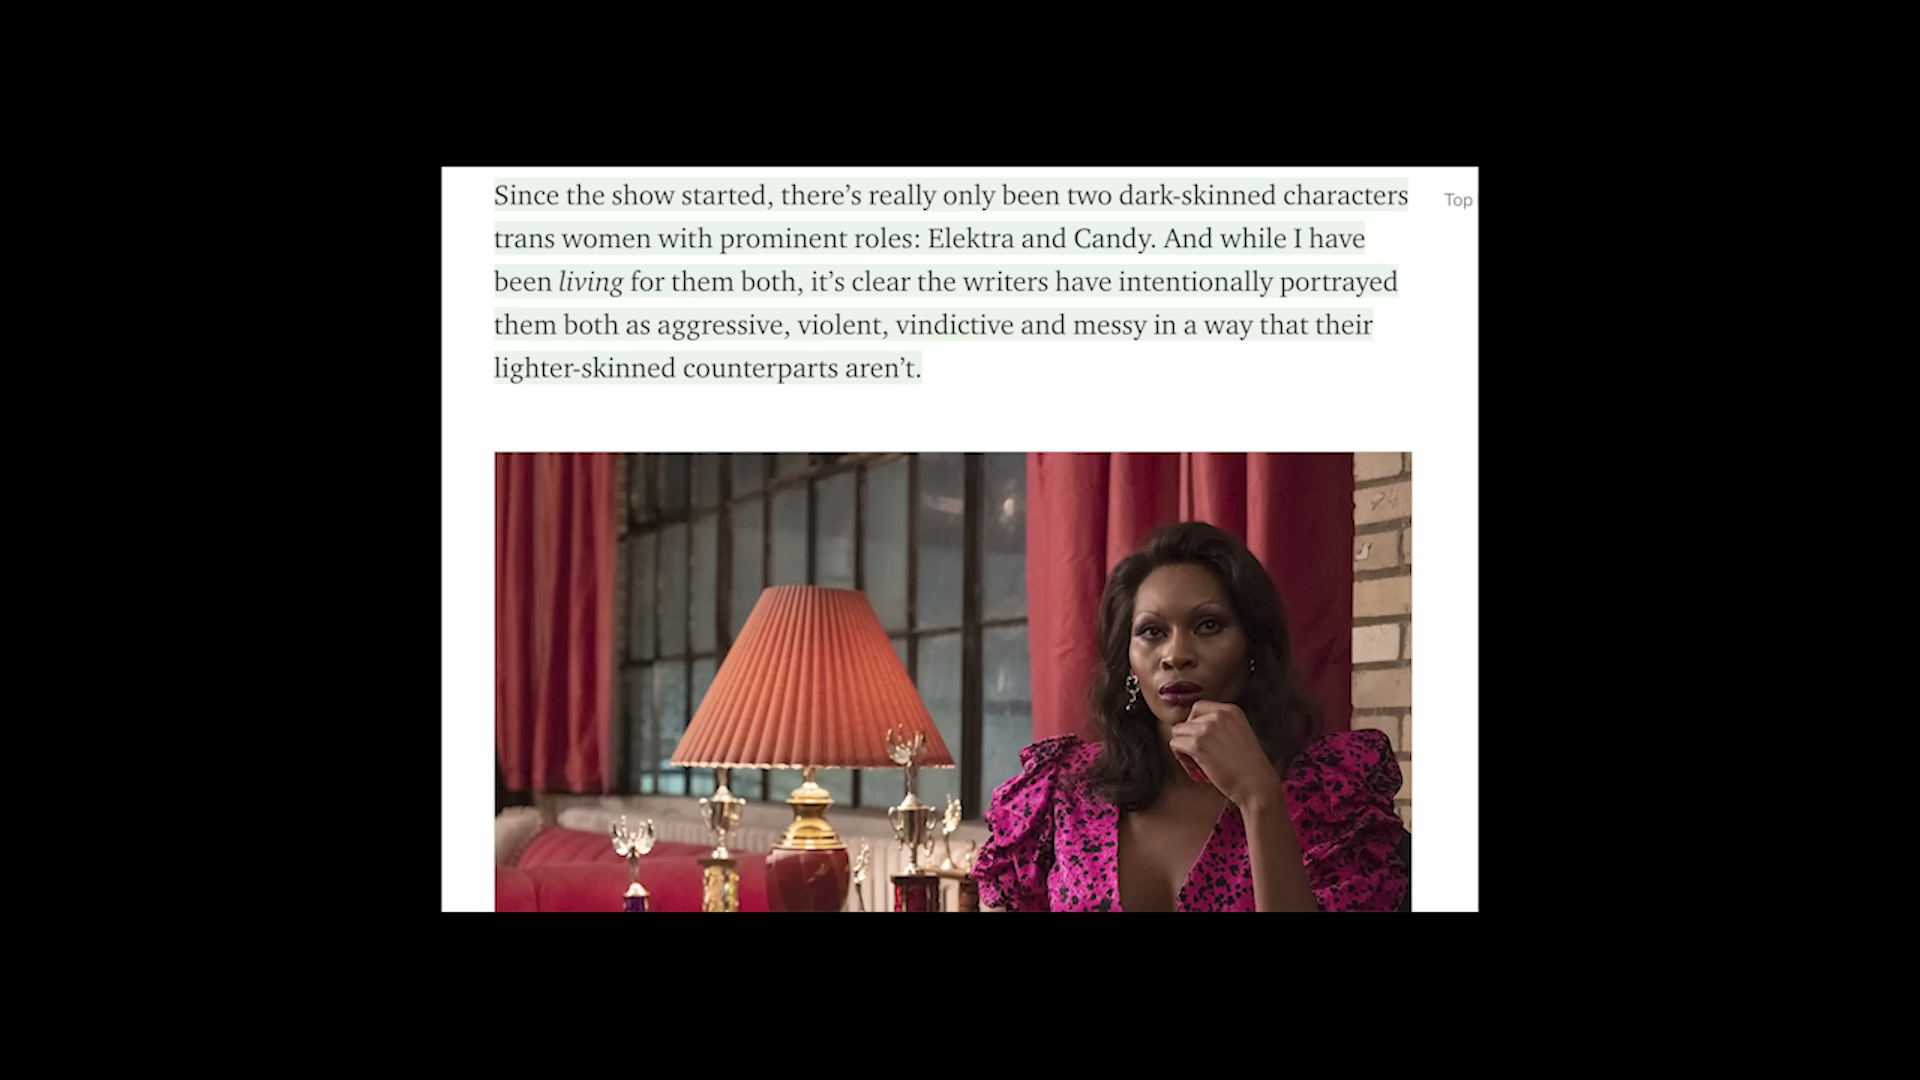 Since the show started, there’s really only been two dark-skinned characters
Top
trans women with prominent roles: Elektra and Candy. And while I have
been living for them both, it’s clear the writers have intentionally portrayed
them both as aggressive, violent, vindictive and messy in a way that their
lighter-skinned counterparts aren’t.